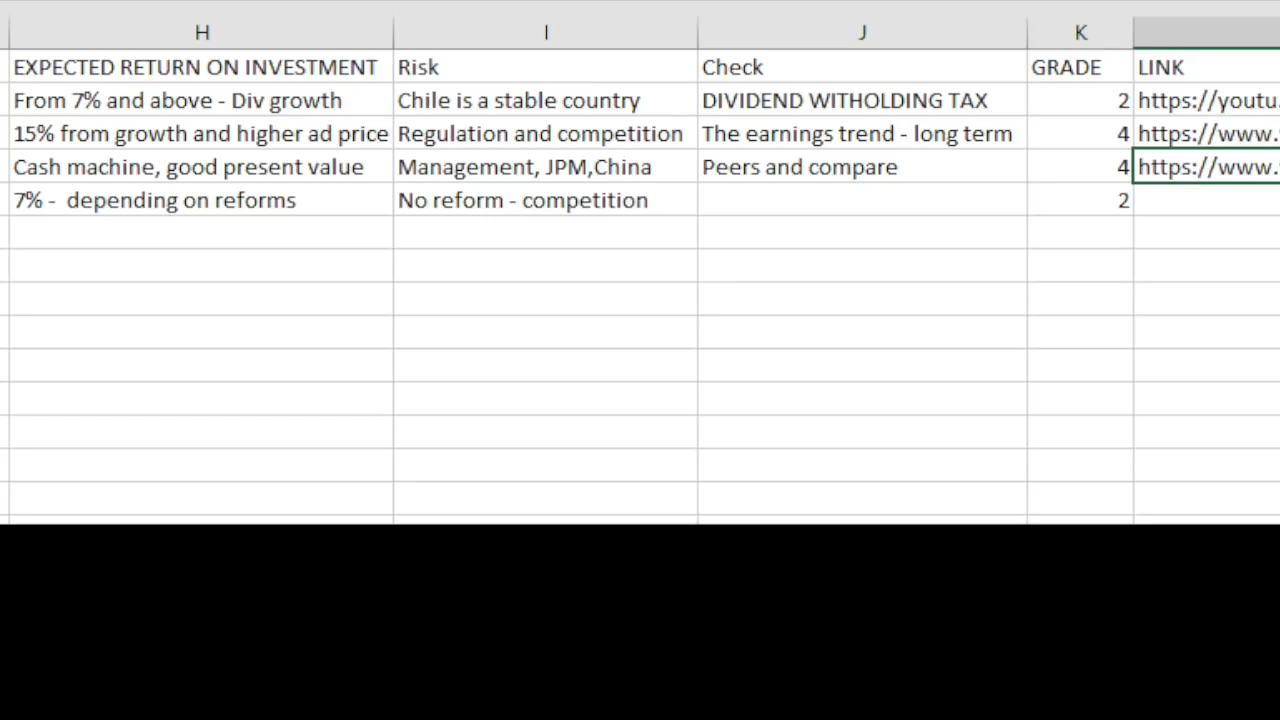 H I J K
EXPECTED RETURN ON INVESTMENT Risk Check GRADE LINK
From 7% and above - Div growth Chile is a stable country DIVIDEND WITHOLDING TAX 2 https://youtu.
15% from growth and higher ad price Regulation and competition The earnings trend - long term 4 https://www.
Cash machine, good present value Management, JPM,China Peers and compare 4 https://www.
7% - depending on reforms No reform - competition 2